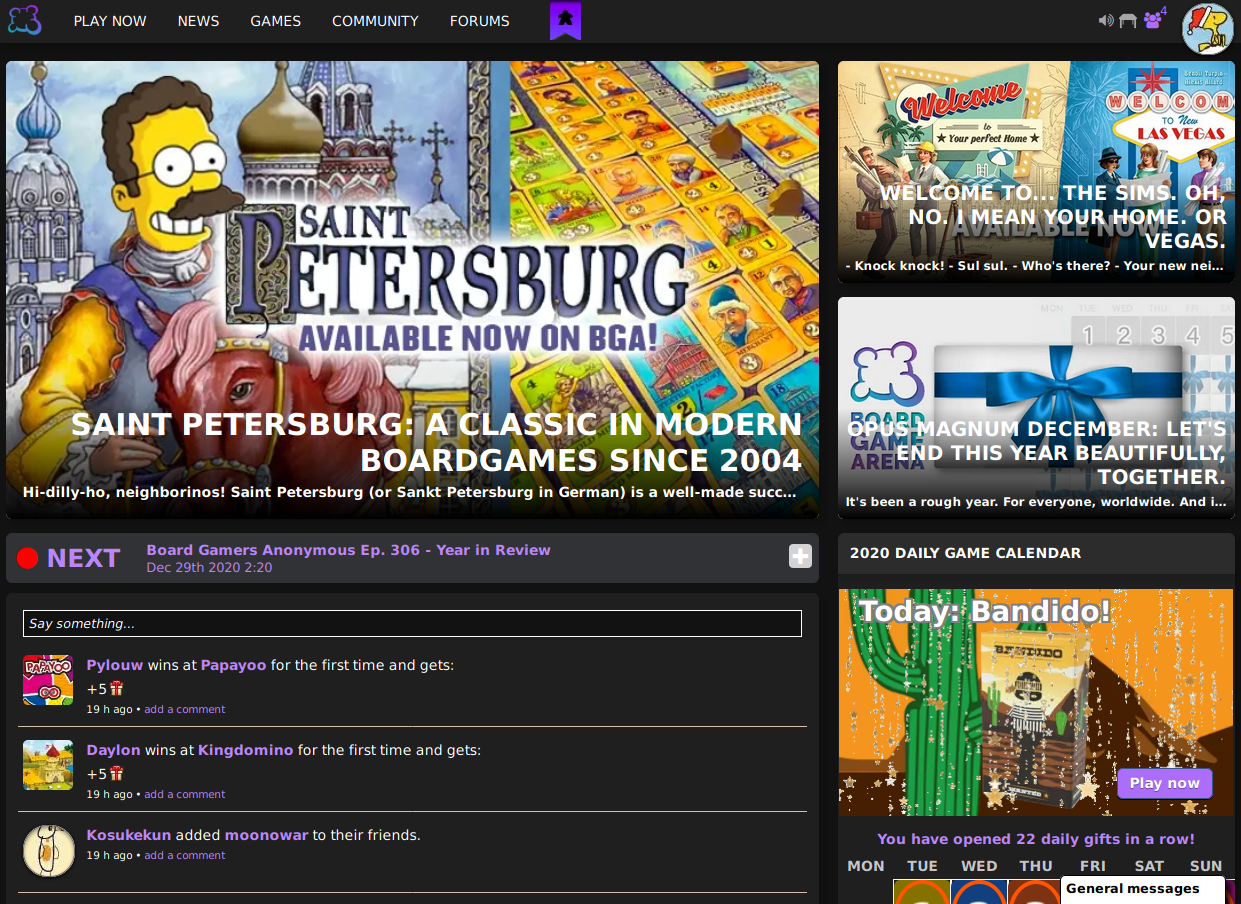 PLAY NOW
NEWS
GAMES
COMMUNITY
FORUMS
4
SAINT
PETERSBURG
AVAILABLE NOW ON BGA!
MERCHANT
SAINT PETERSBURG: A CLASSIC IN MODERN
BOARDGAMES SINCE 2004
Hi-dilly-ho, neighborinos! Saint Petersburg (or Sankt Petersburg in German) is a well-made succ...
Welcome
to
Your perfect Home
WELCOM
TO New
LAS VEGAS
AVAILABLE NOW!
WELCOME TO... THE SIMS. OH,
NO. I MEAN YOUR HOME. OR
VEGAS.
- Knock knock! - Sul sul. - Who's there? - Your new nei...
MON TUE WED THU FRI SAT
1 2 3 4 5
BOARD
GAME
ARENA
OPUS MAGNUM DECEMBER: LET'S
END THIS YEAR BEAUTIFULLY,
TOGETHER.
It's been a rough year. For everyone, worldwide. And i...
NEXT
Board Gamers Anonymous Ep. 306 - Year in Review
Dec 29th 2020 2:20
Say something...
PAPAYOO
Pylouw wins at Papayoo for the first time and gets:
+5
19 h ago • add a comment
Daylon wins at Kingdomino for the first time and gets:
+5
19 h ago • add a comment
Kosukekun added moonowar to their friends.
19 h ago • add a comment
2020 DAILY GAME CALENDAR
Today: Bandido!
BANDIDO
WANTED
Play now
You have opened 22 daily gifts in a row!
MON TUE WED THU FRI SAT SUN
General messages